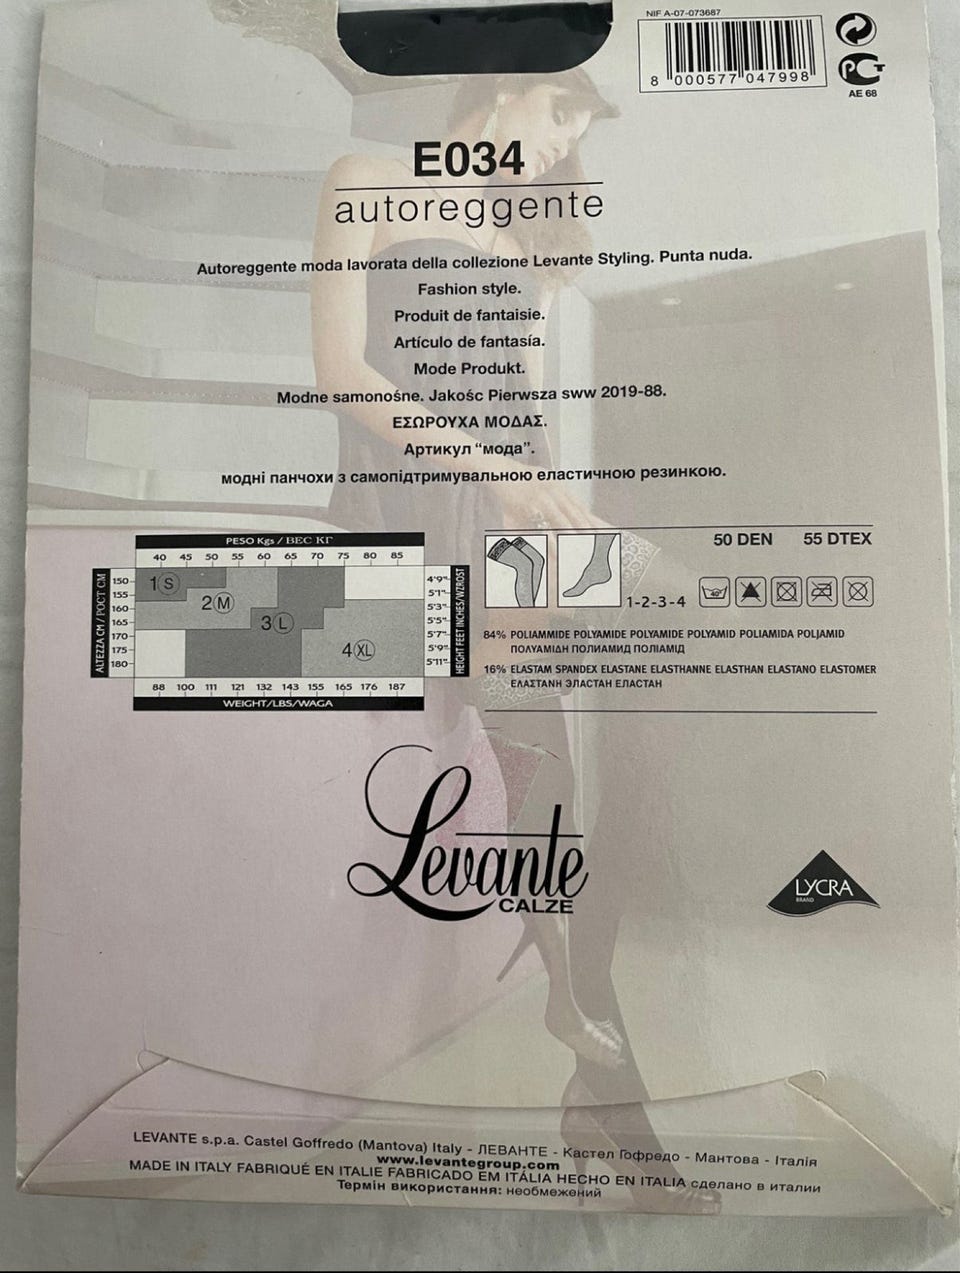 NIF A-07-073687
8 000577 047998
PCT
AE 68
E034
autoreggente
Autoreggente moda lavorata della collezione Levante Styling. Punta nuda.
Fashion style.
Produit de fantaisie.
Artículo de fantasía.
Mode Produkt.
Modne samonośne. Jakośc Pierwsza sww 2019-88.
ΕΣΩΡΟΥΧΑ ΜΟΔΑΣ.
Артикул “мода”.
модні панчохи з самопідтримувальною еластичною резинкою.
PESO Kgs / ВЕС КГ
40 45 50 55 60 65 70 75 80 85
ALTEZZA CM / РОСТ СМ
150 155 160 165 170 175 180
1 S
2 M
3 L
4 XL
4'9" 5'1" 5'3" 5'5" 5'7" 5'9" 5'11"
HEIGHT FEET INCHES/WZROST
88 100 111 121 132 143 155 165 176 187
WEIGHT/LBS/WAGA
50 DEN 55 DTEX
1-2-3-4
84% POLIAMMIDE POLYAMIDE POLYAMIDE POLYAMID POLIAMIDA POLJAMID
ΠΟΛΥΑΜΙΔΗ ПОЛИАМИД ПОЛІАМІД
16% ELASTAM SPANDEX ELASTANE ELASTHANNE ELASTHAN ELASTANO ELASTOMER
ΕΛΑΣΤΑΝΗ ЭЛАСТАН ЕЛАСТАН
Levante
CALZE
LYCRA
BRAND
LEVANTE s.p.a. Castel Goffredo (Mantova) Italy - ЛЕВАНТЕ - Кастел Гофредо - Мантова - Італія
www.levantegroup.com
MADE IN ITALY FABRIQUÉ EN ITALIE FABRICADO EM ITÁLIA HECHO EN ITALIA сделано в италии
Термін використання: необмежений